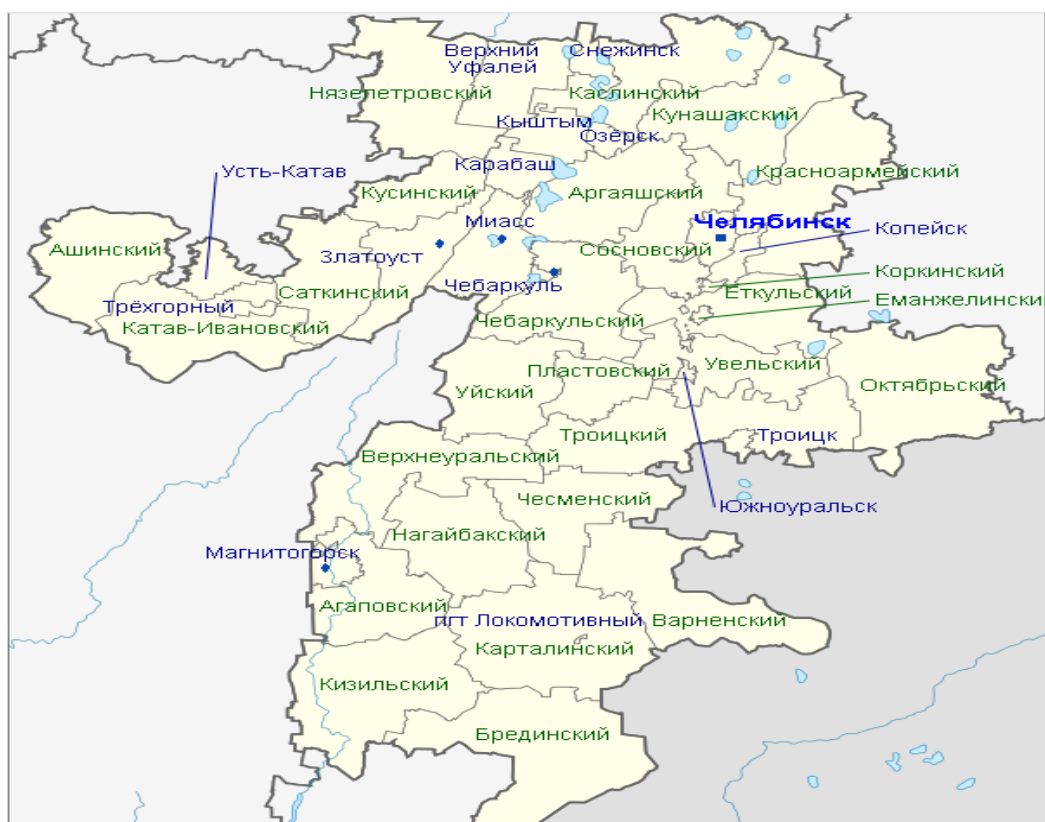 Верхний
Уфалей
Снежинск
Нязепетровский
Каслинский
Кунашакский
Кыштым
Озёрск
Карабаш
Усть-Катав
Кусинский
Аргаяшский
Красноармейский
Миасс
Челябинск
Копейск
Ашинский
Златоуст
Сосновский
Коркинский
Чебаркуль
Саткинский
Еткульский
Еманжелинский
Трёхгорный
Катав-Ивановский
Чебаркульский
Пластовский
Увельский
Уйский
Октябрьский
Троицкий
Троицк
Верхнеуральский
Чесменский
Южноуральск
Нагайбакский
Магнитогорск
Агаповский
пгт Локомотивный
Варненский
Карталинский
Кизильский
Брединский